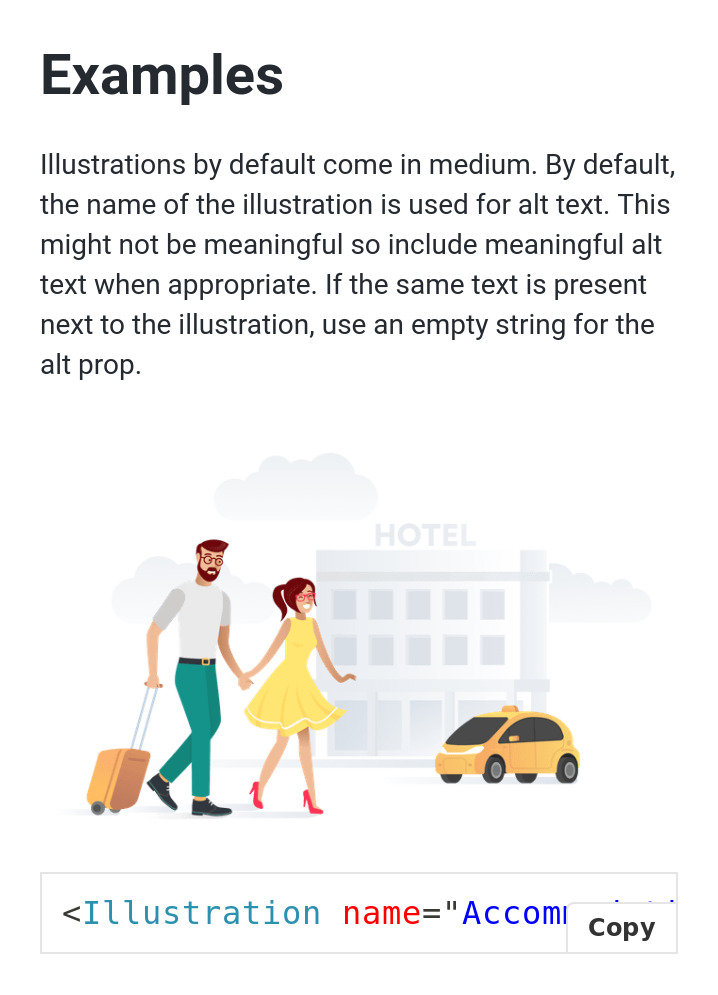 Examples
Illustrations by default come in medium. By default,
the name of the illustration is used for alt text. This
might not be meaningful so include meaningful alt
text when appropriate. If the same text is present
next to the illustration, use an empty string for the
alt prop.
HOTEL
<Illustration name="
Copy